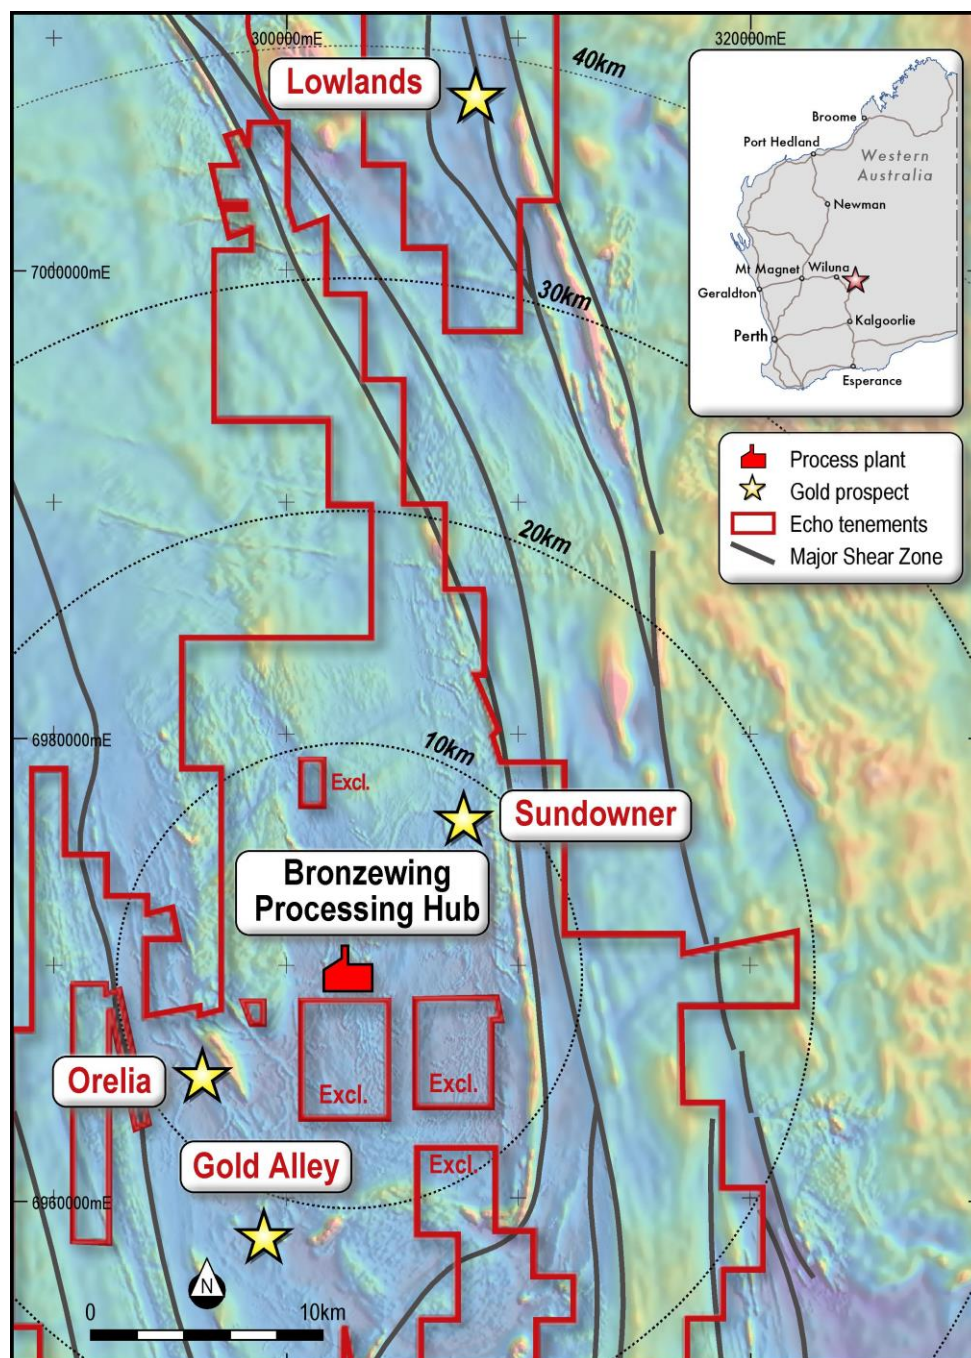 300000mE
320000mE
40km
Lowlands
Broome
Port Hedland
Western
Australia
Newman
Mt Magnet
Wiluna
Geraldton
Kalgoorlie
Perth
Esperance
7000000mE
30km
Process plant
Gold prospect
Echo tenements
Major Shear Zone
20km
6980000mE
10km
Excl.
Sundowner
Bronzewing
Processing Hub
Orelia
Excl.
Excl.
Gold Alley
Excl.
6960000mE
N
0
10km